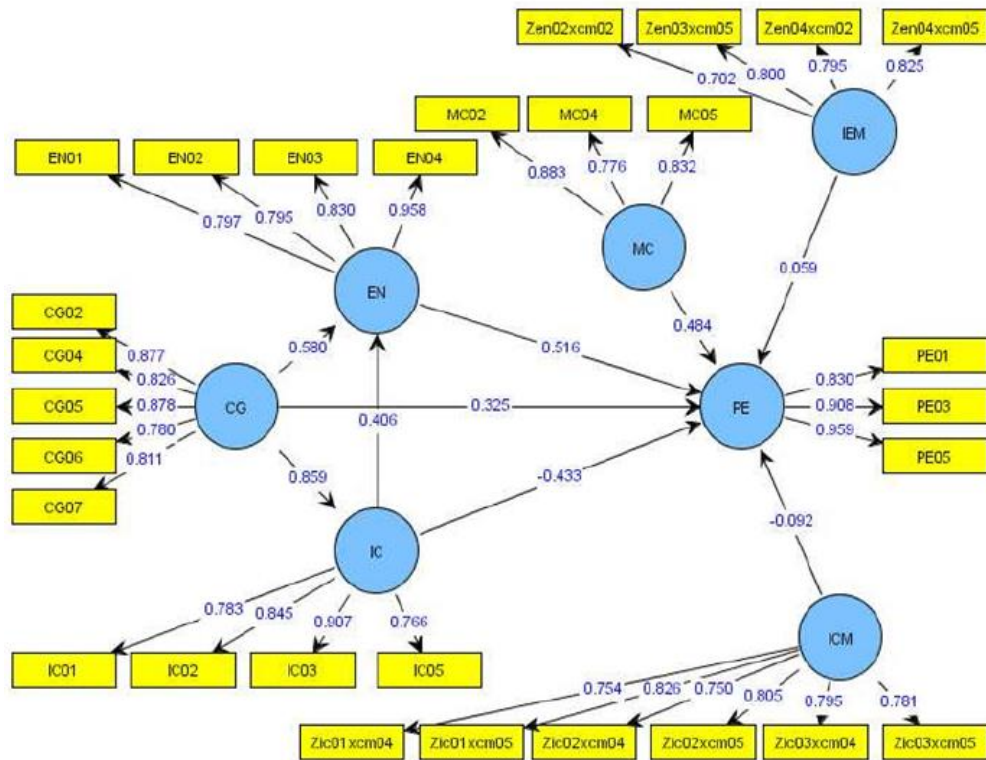 Zen02xcm02
Zen03xcm05
Zen04xcm02
Zen04xcm05
0.702
0.800
0.795
0.825
IEM
MC02
MC04
MC05
0.883
0.776
0.832
MC
EN01
EN02
EN03
EN04
0.797
0.795
0.830
0.958
EN
0.059
0.484
0.516
0.580
CG02
CG04
CG05
CG06
CG07
0.877
0.826
0.878
0.780
0.811
CG
0.406
0.325
PE
0.830
0.908
0.959
PE01
PE03
PE05
0.859
-0.433
-0.092
IC
0.783
0.845
0.907
0.766
IC01
IC02
IC03
IC05
ICM
0.754
0.826
0.750
0.805
0.795
0.781
Zic01xcm04
Zic01xcm05
Zic02xcm04
Zic02xcm05
Zic03xcm04
Zic03xcm05